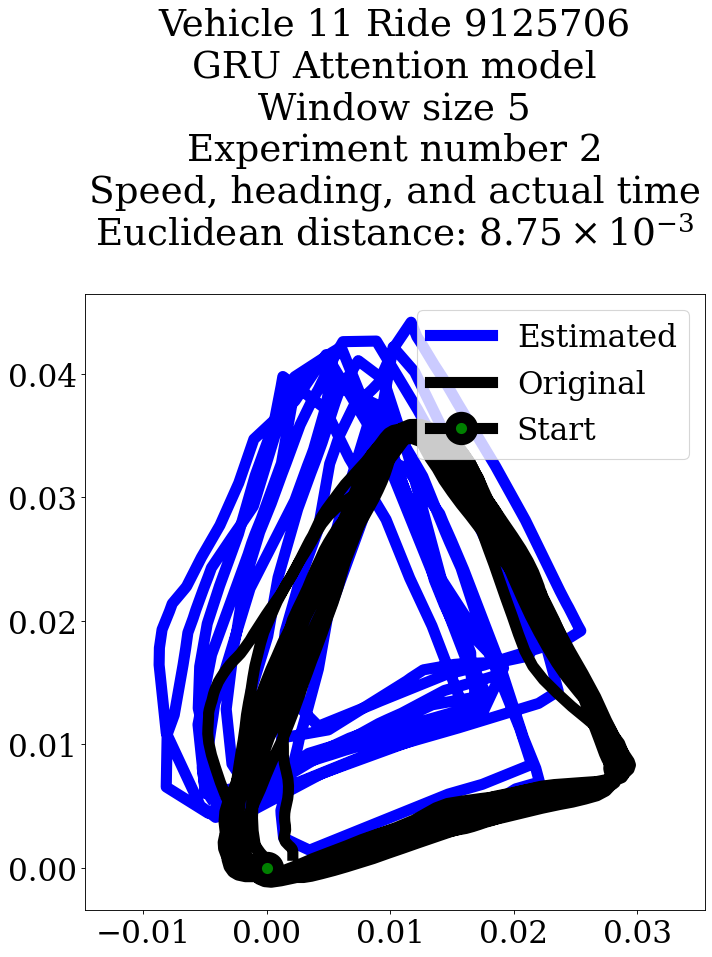 Vehicle 11 Ride 9125706
GRU Attention model
Window size 5
Experiment number 2
Speed, heading, and actual time
Euclidean distance: 8.75 × 10⁻³
Estimated
Original
Start
0.04
0.03
0.02
0.01
0.00
−0.01 0.00 0.01 0.02 0.03